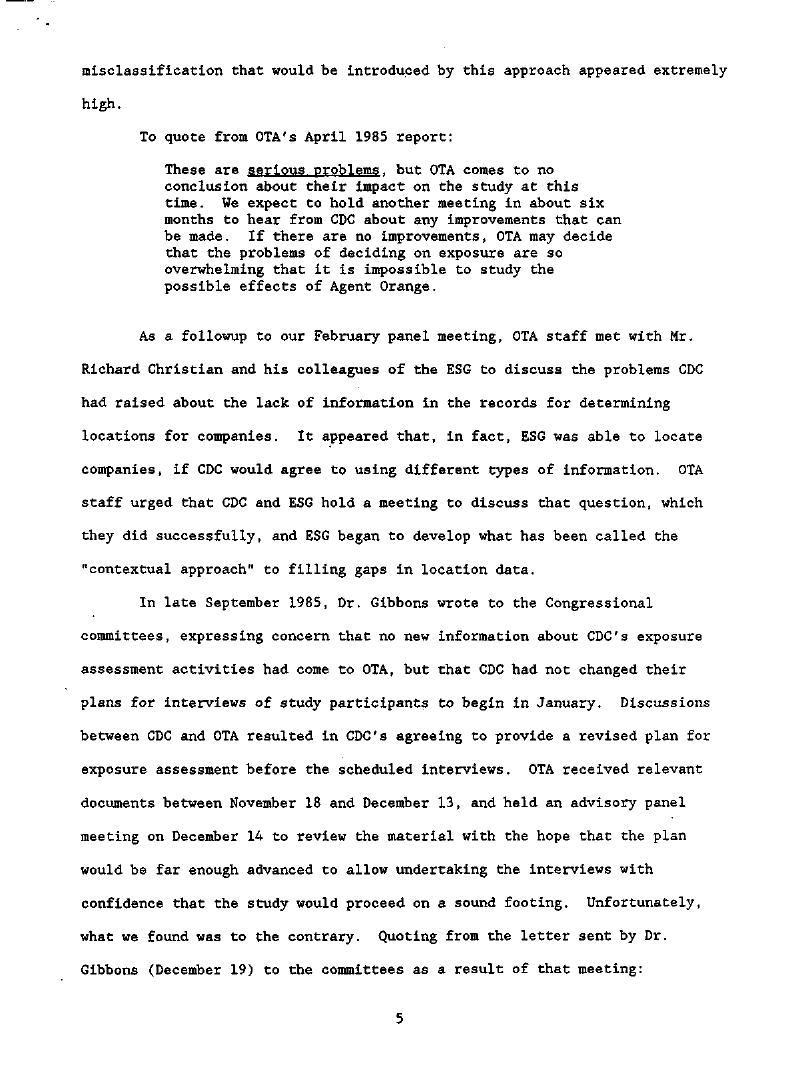 misclassification that would be introduced by this approach appeared extremely
high.
To quote from OTA's April 1985 report:
These are serious problems, but OTA comes to no
conclusion about their impact on the study at this
time. We expect to hold another meeting in about six
months to hear from CDC about any improvements that can
be made. If there are no improvements, OTA may decide
that the problems of deciding on exposure are so
overwhelming that it is impossible to study the
possible effects of Agent Orange.
As a followup to our February panel meeting, OTA staff met with Mr.
Richard Christian and his colleagues of the ESG to discuss the problems CDC
had raised about the lack of information in the records for determining
locations for companies. It appeared that, in fact, ESG was able to locate
companies, if CDC would agree to using different types of information. OTA
staff urged that CDC and ESG hold a meeting to discuss that question, which
they did successfully, and ESG began to develop what has been called the
"contextual approach" to filling gaps in location data.
In late September 1985, Dr. Gibbons wrote to the Congressional
committees, expressing concern that no new information about CDC's exposure
assessment activities had come to OTA, but that CDC had not changed their
plans for interviews of study participants to begin in January. Discussions
between CDC and OTA resulted in CDC's agreeing to provide a revised plan for
exposure assessment before the scheduled interviews. OTA received relevant
documents between November 18 and December 13, and held an advisory panel
meeting on December 14 to review the material with the hope that the plan
would be far enough advanced to allow undertaking the interviews with
confidence that the study would proceed on a sound footing. Unfortunately,
what we found was to the contrary. Quoting from the letter sent by Dr.
Gibbons (December 19) to the committees as a result of that meeting:
5